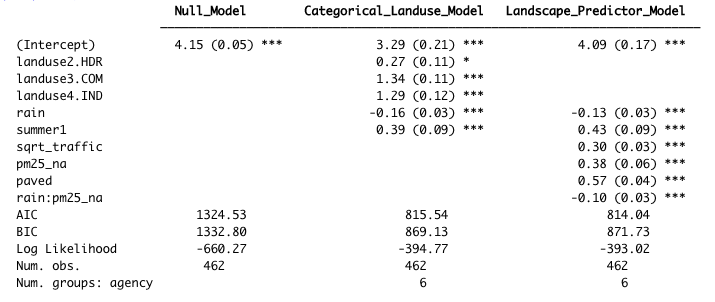 Null_Model Categorical_Landuse_Model Landscape_Predictor_Model
(Intercept) 4.15 (0.05) *** 3.29 (0.21) *** 4.09 (0.17) ***
landuse2.HDR 0.27 (0.11) *
landuse3.COM 1.34 (0.11) ***
landuse4.IND 1.29 (0.12) ***
rain -0.16 (0.03) *** -0.13 (0.03) ***
summer1 0.39 (0.09) *** 0.43 (0.09) ***
sqrt_traffic 0.30 (0.03) ***
pm25_na 0.38 (0.06) ***
paved 0.57 (0.04) ***
rain:pm25_na -0.10 (0.03) ***
AIC 1324.53 815.54 814.04
BIC 1332.80 869.13 871.73
Log Likelihood -660.27 -394.77 -393.02
Num. obs. 462 462 462
Num. groups: agency 6 6